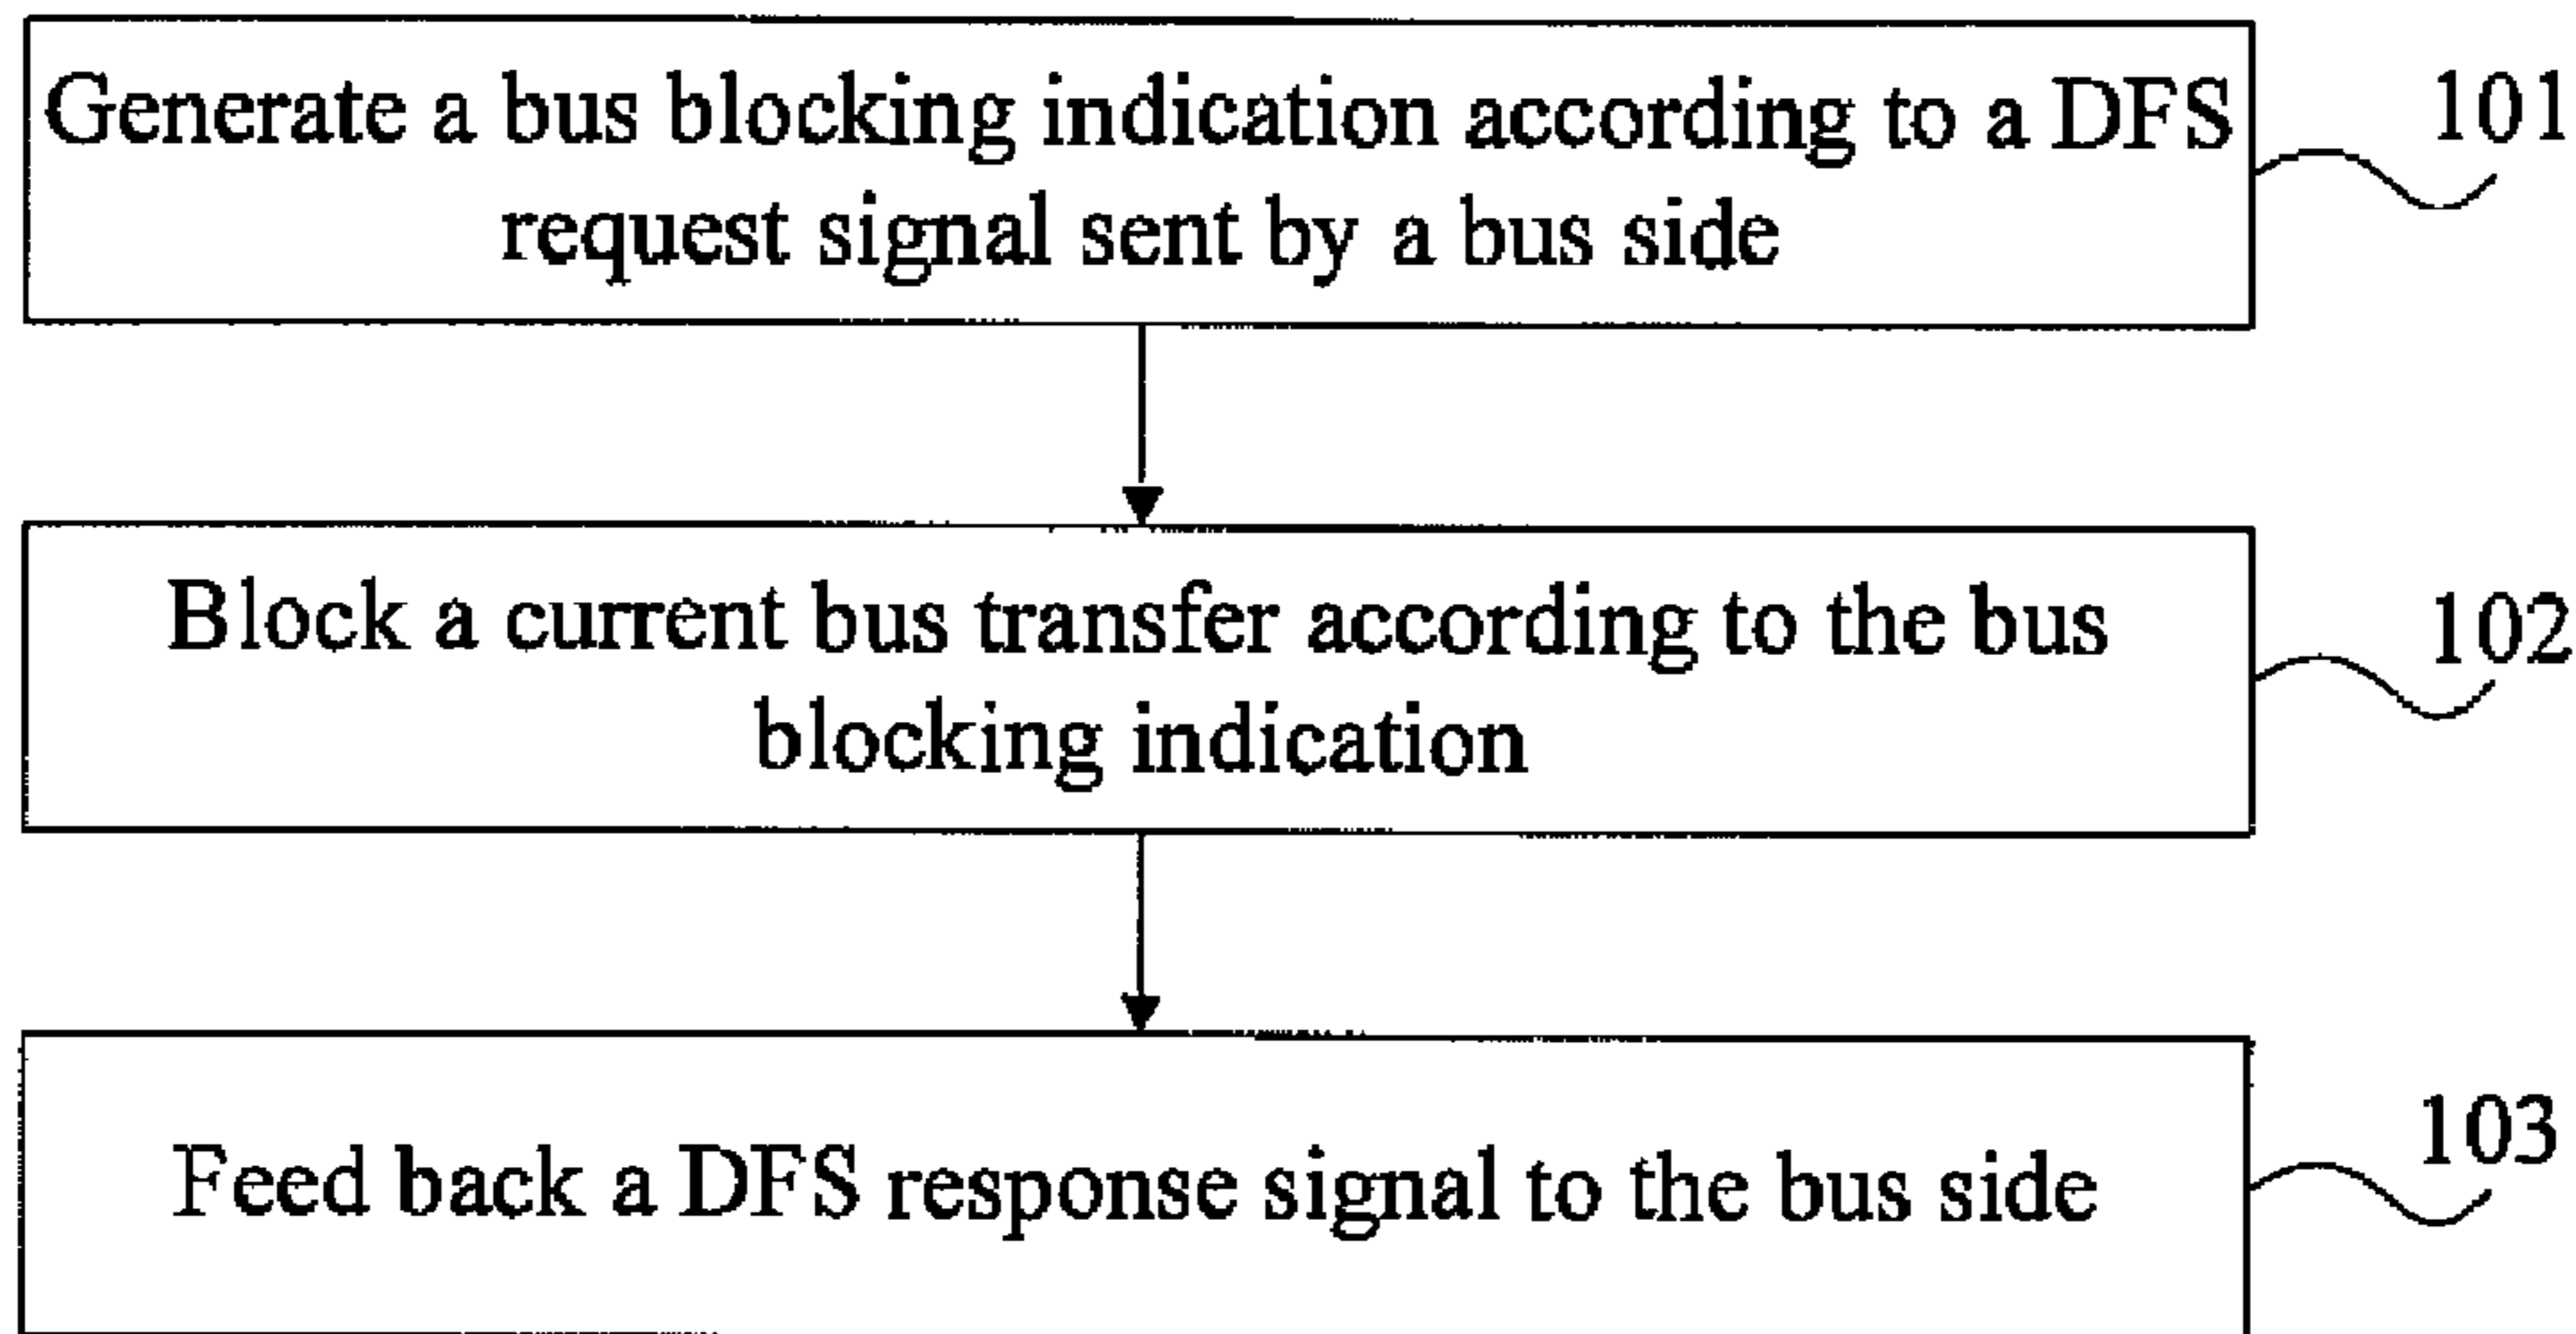 Generate a bus blocking indication according to a DFS
request signal sent by a bus side
101
Block a current bus transfer according to the bus
blocking indication
102
Feed back a DFS response signal to the bus side
103